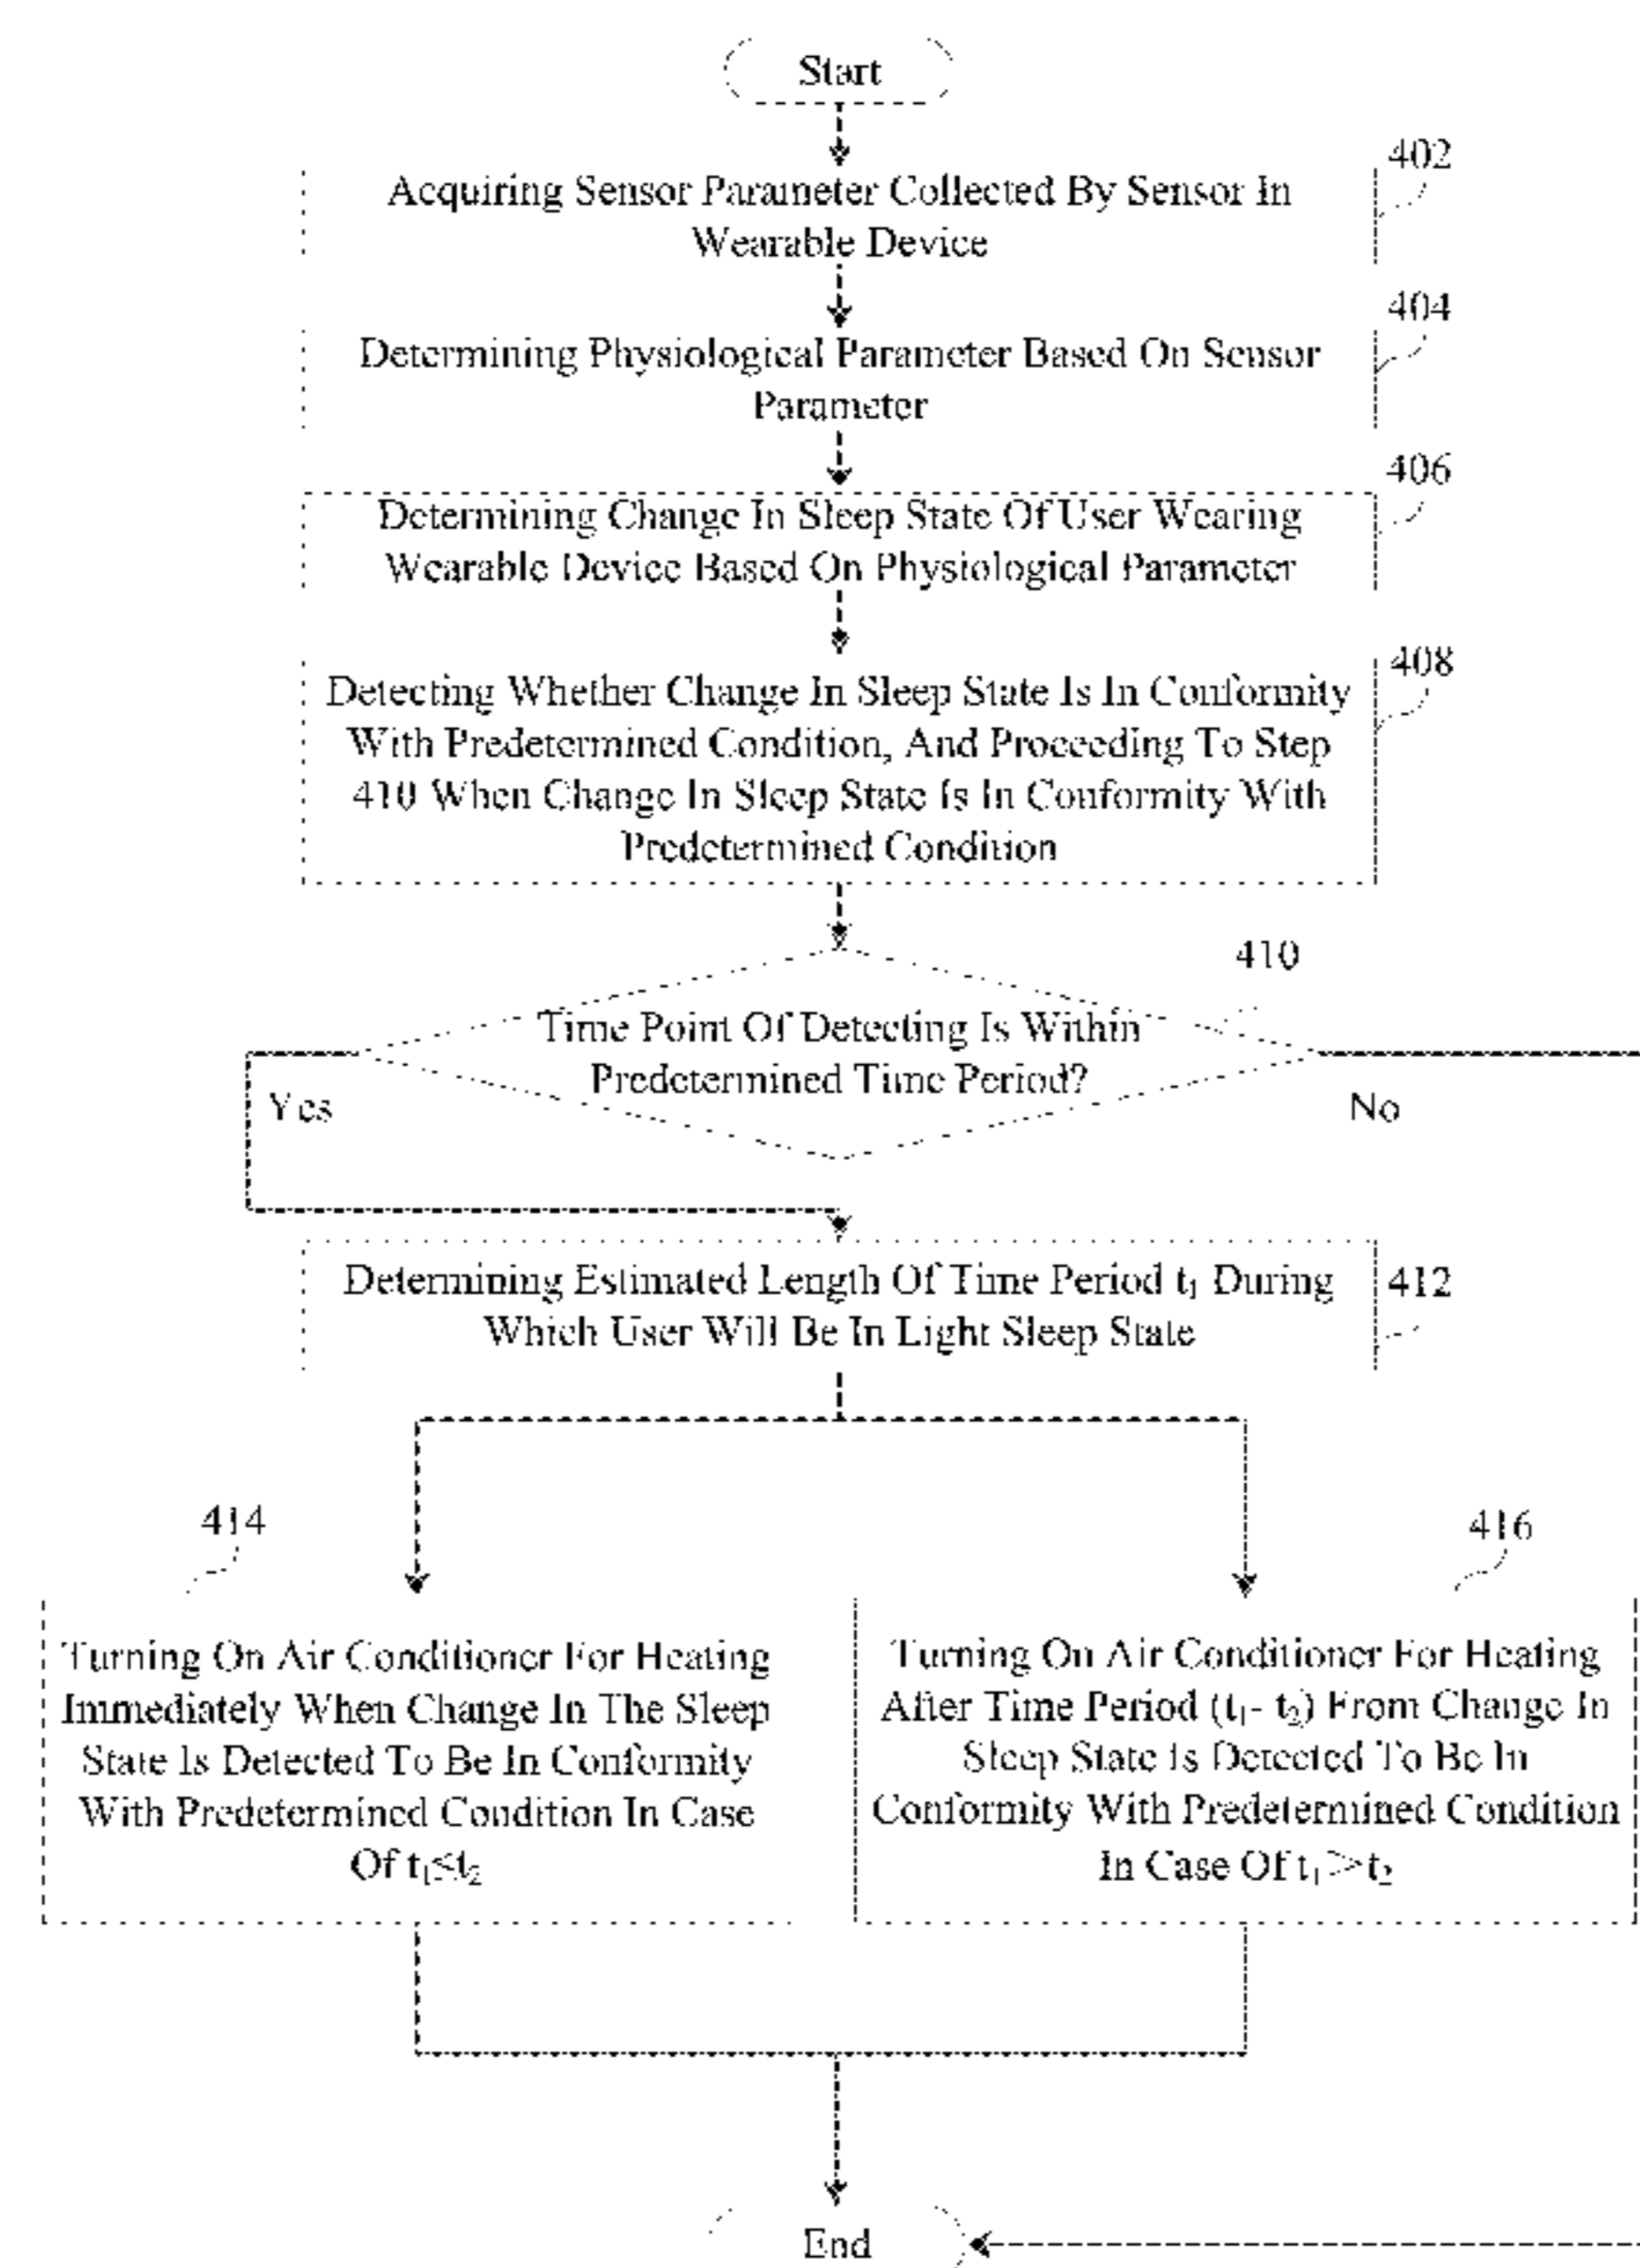 Start
402
Acquiring Sensor Parameter Collected By Sensor In
Wearable Device
404
Determining Physiological Parameter Based On Sensor
Parameter
406
Determining Change In Sleep State Of User Wearing
Wearable Device Based On Physiological Parameter
408
Detecting Whether Change In Sleep State Is In Conformity
With Predetermined Condition, And Proceeding To Step
410 When Change In Sleep State Is In Conformity With
Predetermined Condition
410
Time Point Of Detecting Is Within
Predetermined Time Period?
Yes
No
Determining Estimated Length Of Time Period t₁ During
Which User Will Be In Light Sleep State
412
414
Turning On Air Conditioner For Heating
Immediately When Change In The Sleep
State Is Detected To Be In Conformity
With Predetermined Condition In Case
Of t₁≤t₂
416
Turning On Air Conditioner For Heating
After Time Period (t₁- t₂) From Change In
Sleep State Is Detected To Be In
Conformity With Predetermined Condition
In Case Of t₁＞t₂
End